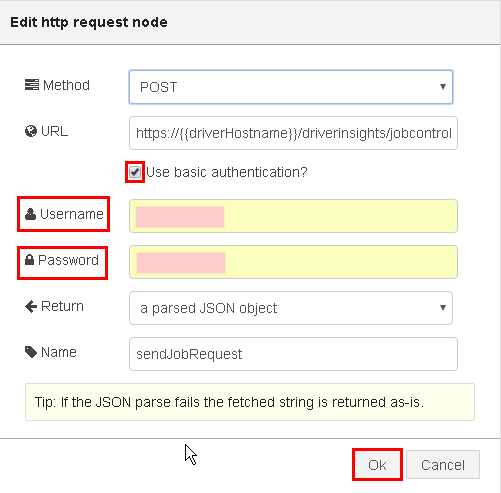 Edit http request node
Method POST
URL https://{{driverHostname}}/driverinsights/jobcontrol
Use basic authentication?
Username
Password
Return a parsed JSON object
Name sendJobRequest
Tip: If the JSON parse fails the fetched string is returned as-is.
Ok Cancel